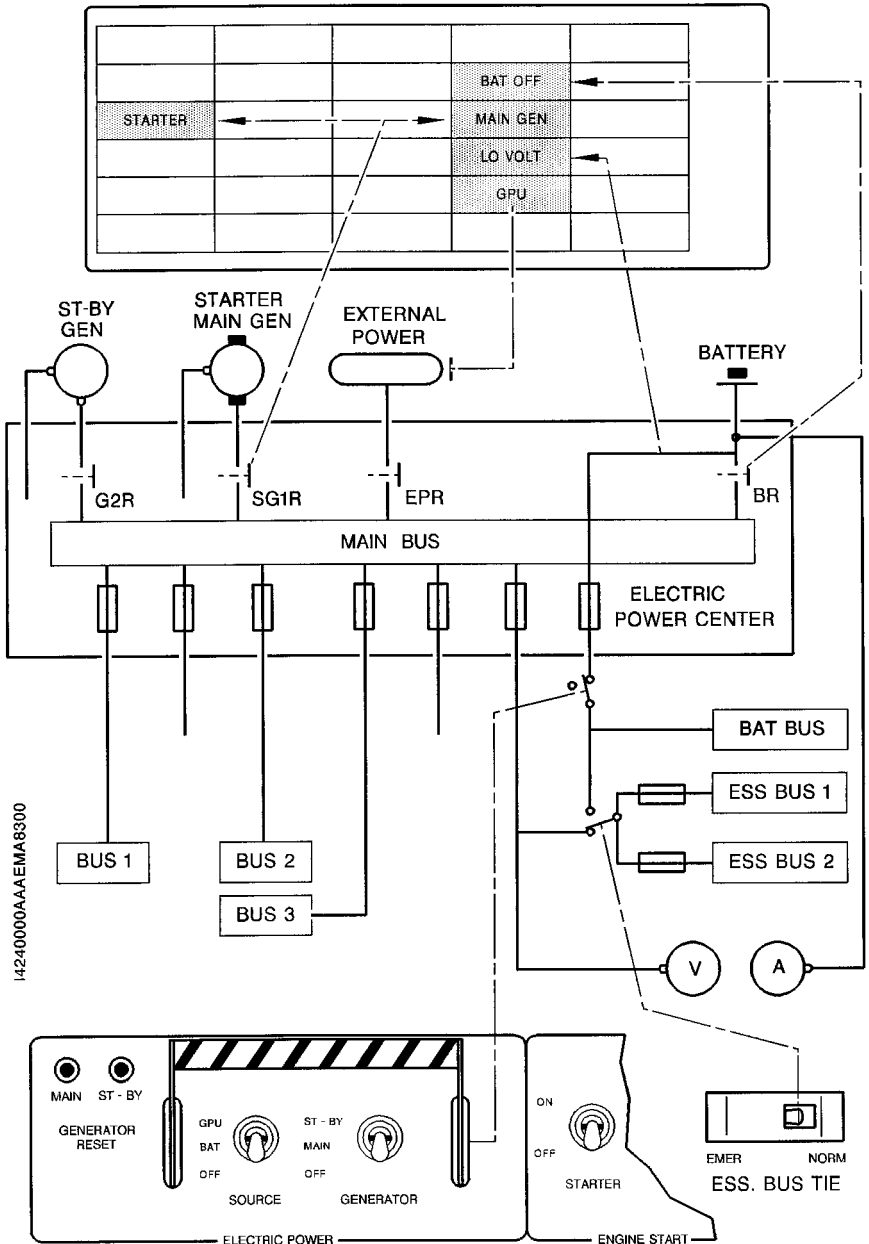 BAT OFF
STARTER
MAIN GEN
LO VOLT
GPU
ST-BY
GEN
STARTER
MAIN GEN
EXTERNAL
POWER
BATTERY
G2R
SG1R
EPR
BR
MAIN BUS
ELECTRIC
POWER CENTER
BAT BUS
ESS BUS 1
ESS BUS 2
BUS 1
BUS 2
BUS 3
V
A
I4240000AAAEMA8300
MAIN ST - BY
GENERATOR
RESET
GPU
BAT
OFF
SOURCE
ST - BY
MAIN
OFF
GENERATOR
ELECTRIC POWER
ON
OFF
STARTER
ENGINE START
EMER NORM
ESS. BUS TIE